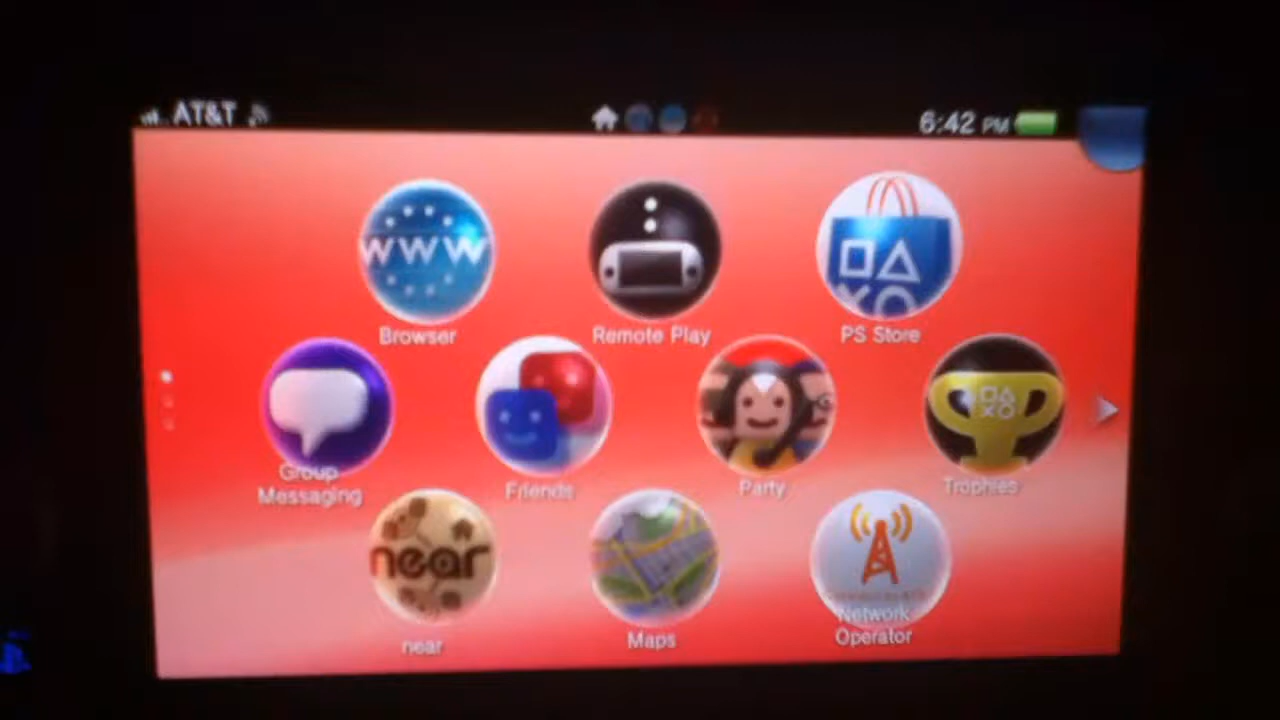 AT&T
6:42 PM
WWW
Browser
Remote Play
PS Store
Group
Messaging
Friends
Party
Trophies
near
near
Maps
Network
Operator